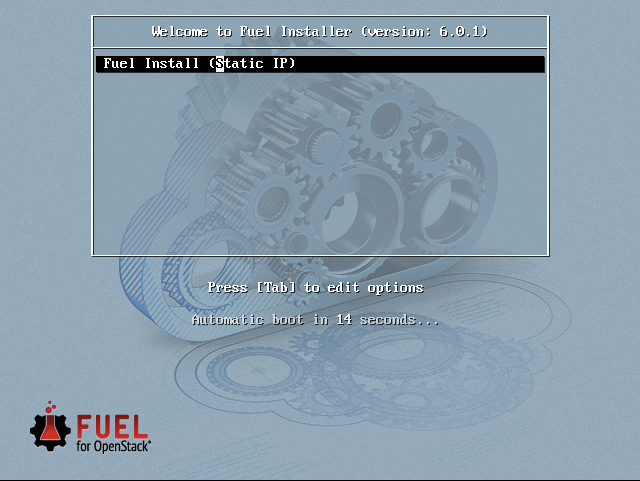 Welcome to Fuel Installer (version: 6.0.1)
Fuel Install (Static IP)
Press [Tab] to edit options
Automatic boot in 14 seconds...
FUEL
for OpenStack